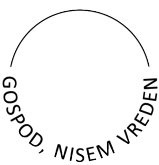 GOSPOD, NISEM VREDEN